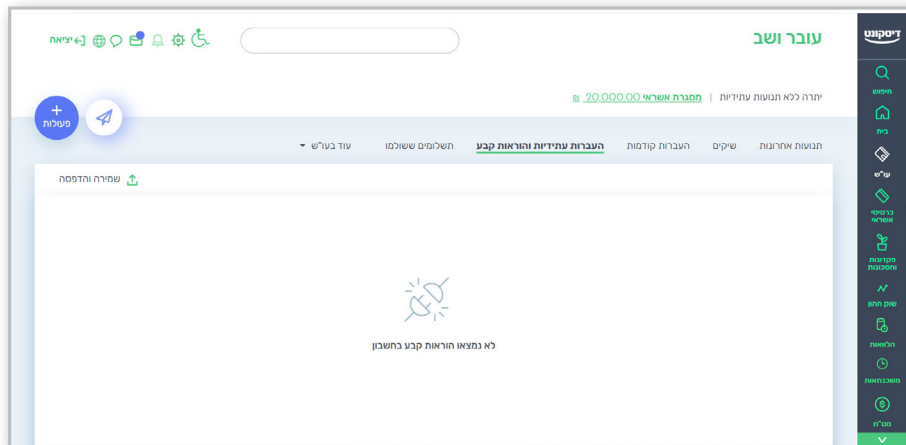 דיסקונט
עובר ושב
יציאה
חיפוש
בית
עו"ש
כרטיסי
אשראי
פקדונות
וחסכונות
שוק ההון
הלוואות
משכנתאות
מט"ח
יתרה ללא תנועות עתידיות | מסגרת אשראי 20,000.00 ₪
+
פעולות
תנועות אחרונות שיקים העברות קודמות העברות עתידיות והוראות קבע תשלומים ששולמו עוד בעו"ש
שמירה והדפסה
לא נמצאו הוראות קבע בחשבון